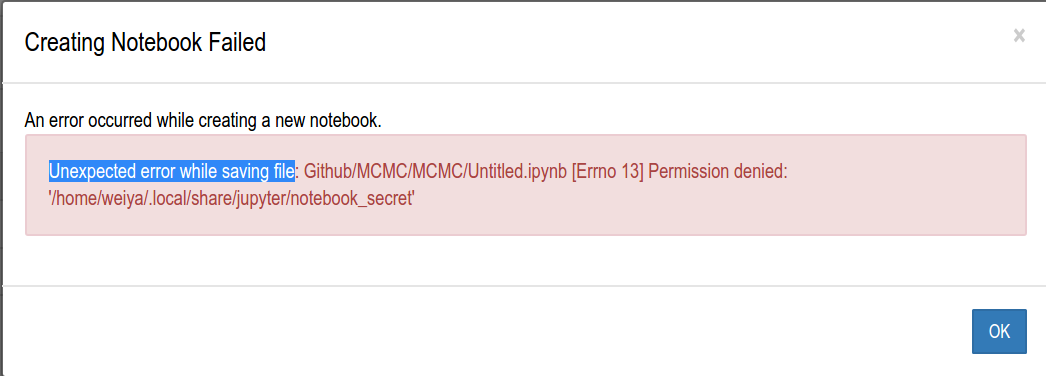 Creating Notebook Failed
×
An error occurred while creating a new notebook.
Unexpected error while saving file: Github/MCMC/MCMC/Untitled.ipynb [Errno 13] Permission denied:
'/home/weiya/.local/share/jupyter/notebook_secret'
OK